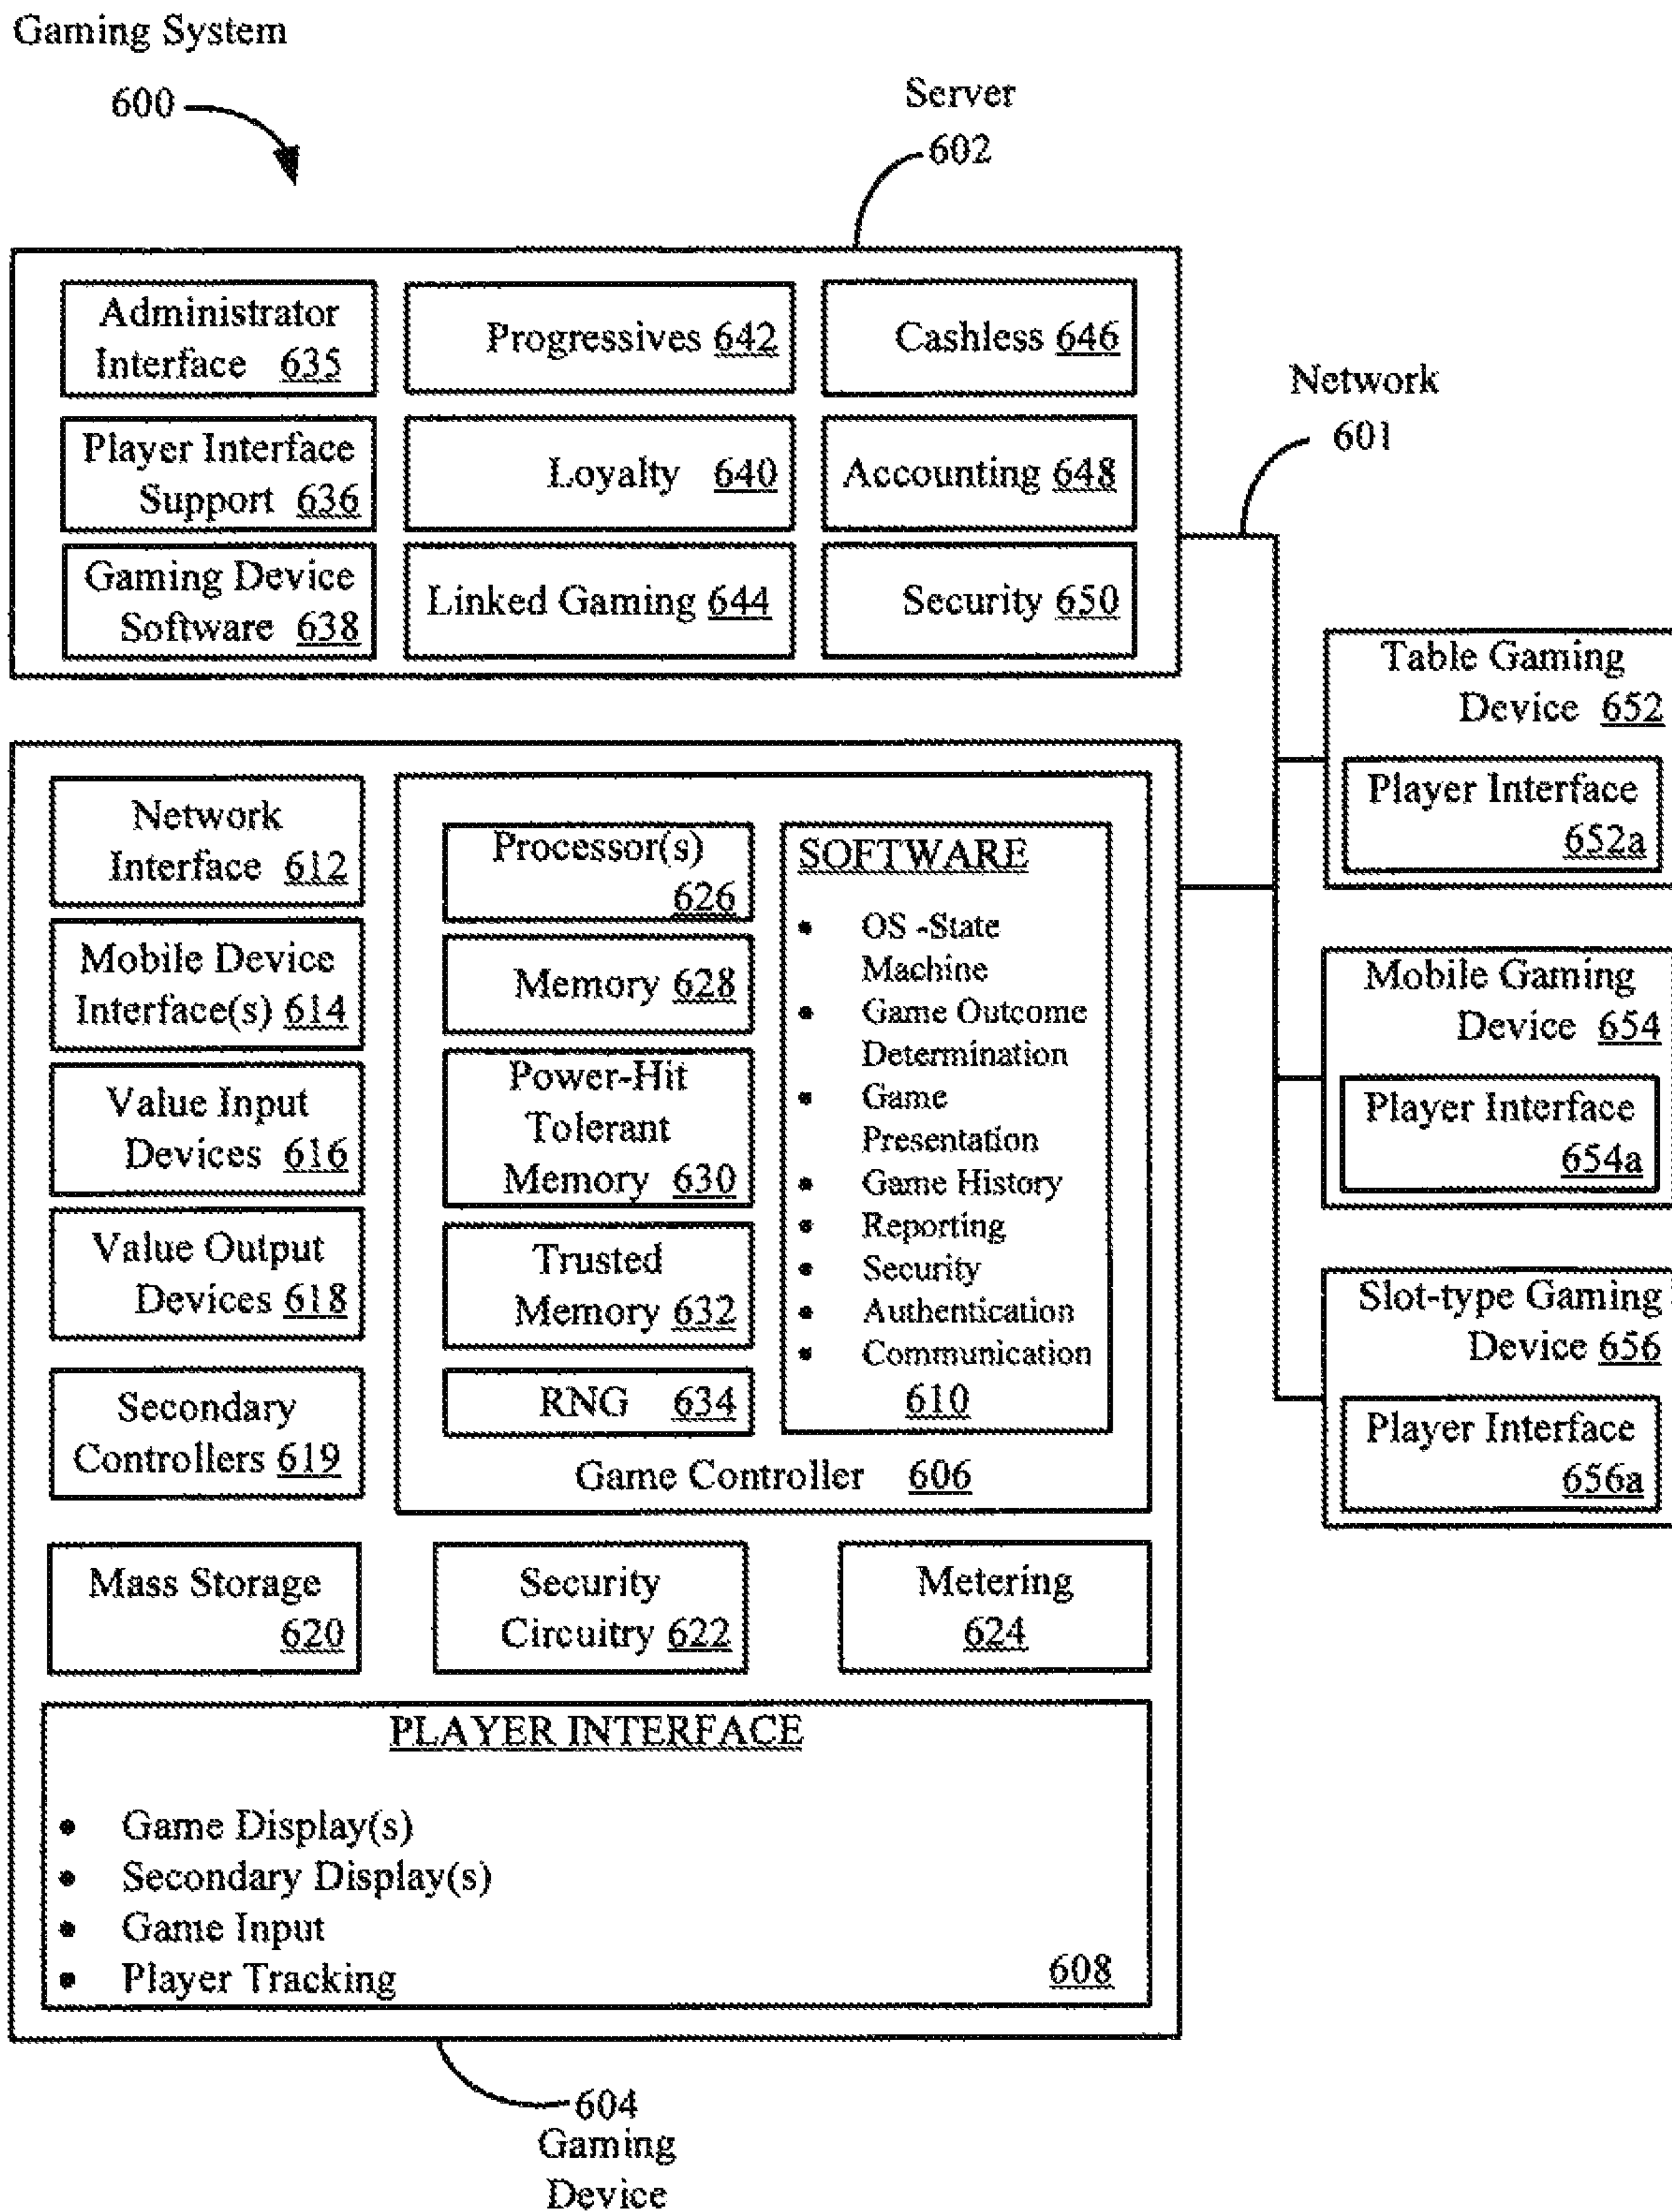 Gaming System
600
Server
602
Administrator
Interface 635
Progressives 642
Cashless 646
Player Interface
Support 636
Loyalty 640
Accounting 648
Gaming Device
Software 638
Linked Gaming 644
Security 650
Network
601
Table Gaming
Device 652
Player Interface
652a
Mobile Gaming
Device 654
Player Interface
654a
Slot-type Gaming
Device 656
Player Interface
656a
Network
Interface 612
Mobile Device
Interface(s) 614
Value Input
Devices 616
Value Output
Devices 618
Secondary
Controllers 619
Processor(s)
626
Memory 628
Power-Hit
Tolerant
Memory 630
Trusted
Memory 632
RNG 634
SOFTWARE
• OS -State
Machine
• Game Outcome
Determination
• Game
Presentation
• Game History
• Reporting
• Security
• Authentication
• Communication
610
Game Controller 606
Mass Storage
620
Security
Circuitry 622
Metering
624
PLAYER INTERFACE
• Game Display(s)
• Secondary Display(s)
• Game Input
• Player Tracking
608
604
Gaming
Device